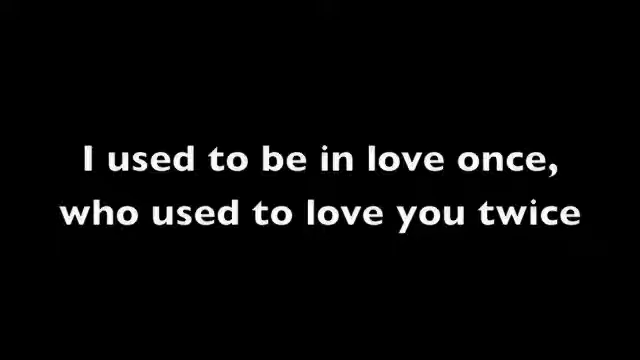 I used to be in love once,
who used to love you twice